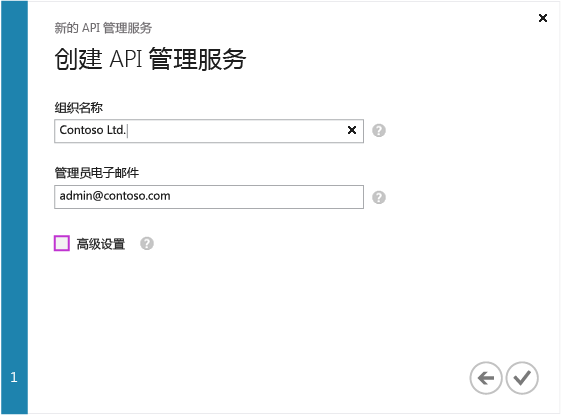 新的 API 管理服务
创建 API 管理服务
组织名称
Contoso Ltd.
?
管理员电子邮件
admin@contoso.com
?
高级设置 ?
1